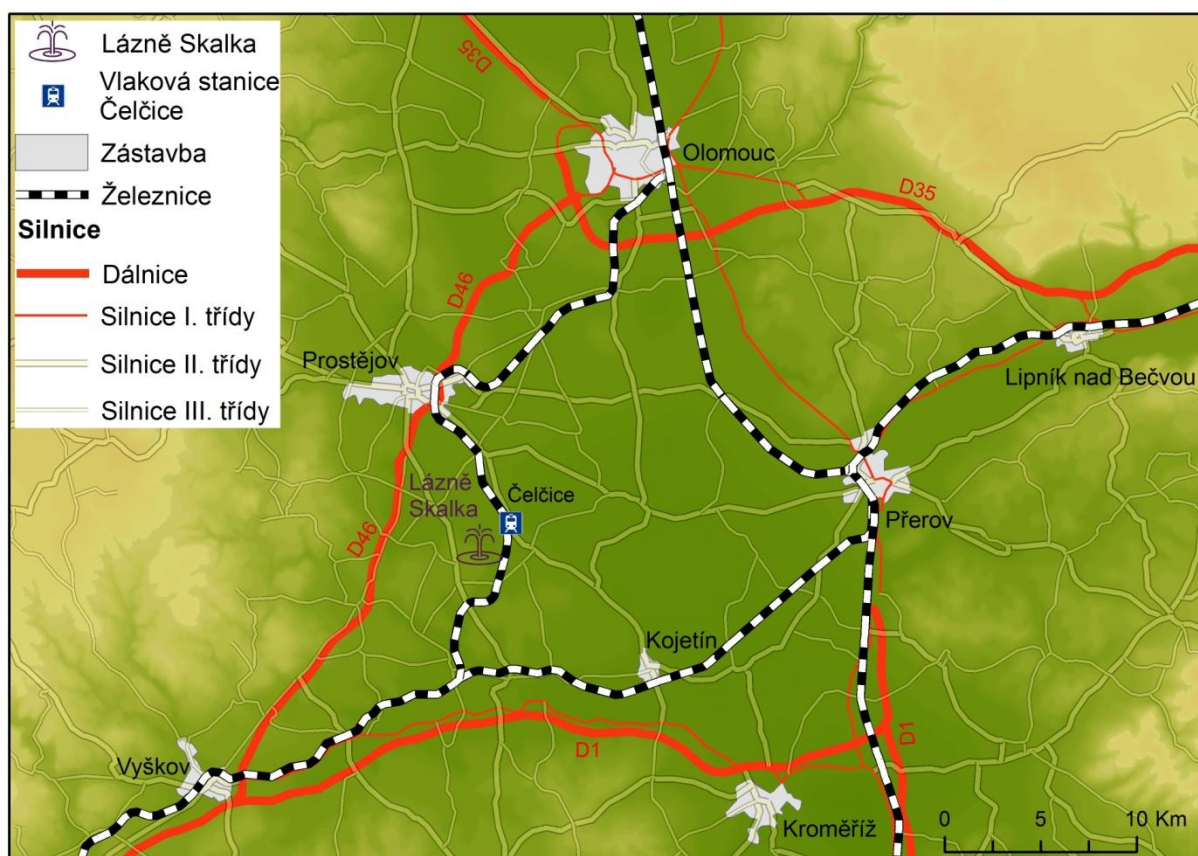 Lázně Skalka
Vlaková stanice
Čelčice
Zástavba
Železnice
Silnice
Dálnice
Silnice I. třídy
Silnice II. třídy
Silnice III. třídy
D35
Olomouc
D35
D46
Prostějov
Lipník nad Bečvou
Lázně
Skalka
Čelčice
Přerov
D46
Kojetín
D1
D1
Vyškov
Kroměříž
0 5 10 Km